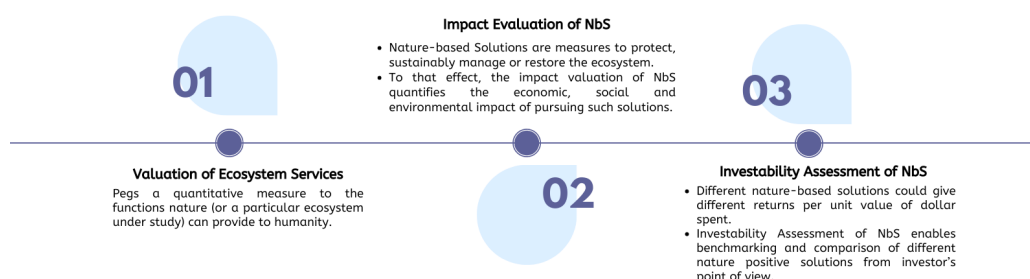 01
Valuation of Ecosystem Services
Pegs a quantitative measure to the
functions nature (or a particular ecosystem
under study) can provide to humanity.
Impact Evaluation of NbS
• Nature-based Solutions are measures to protect,
sustainably manage or restore the ecosystem.
• To that effect, the impact valuation of NbS
quantifies the economic, social and
environmental impact of pursuing such solutions.
02
03
Investability Assessment of NbS
• Different nature-based solutions could give
different returns per unit value of dollar
spent.
• Investability Assessment of NbS enables
benchmarking and comparison of different
nature positive solutions from investor's
point of view.